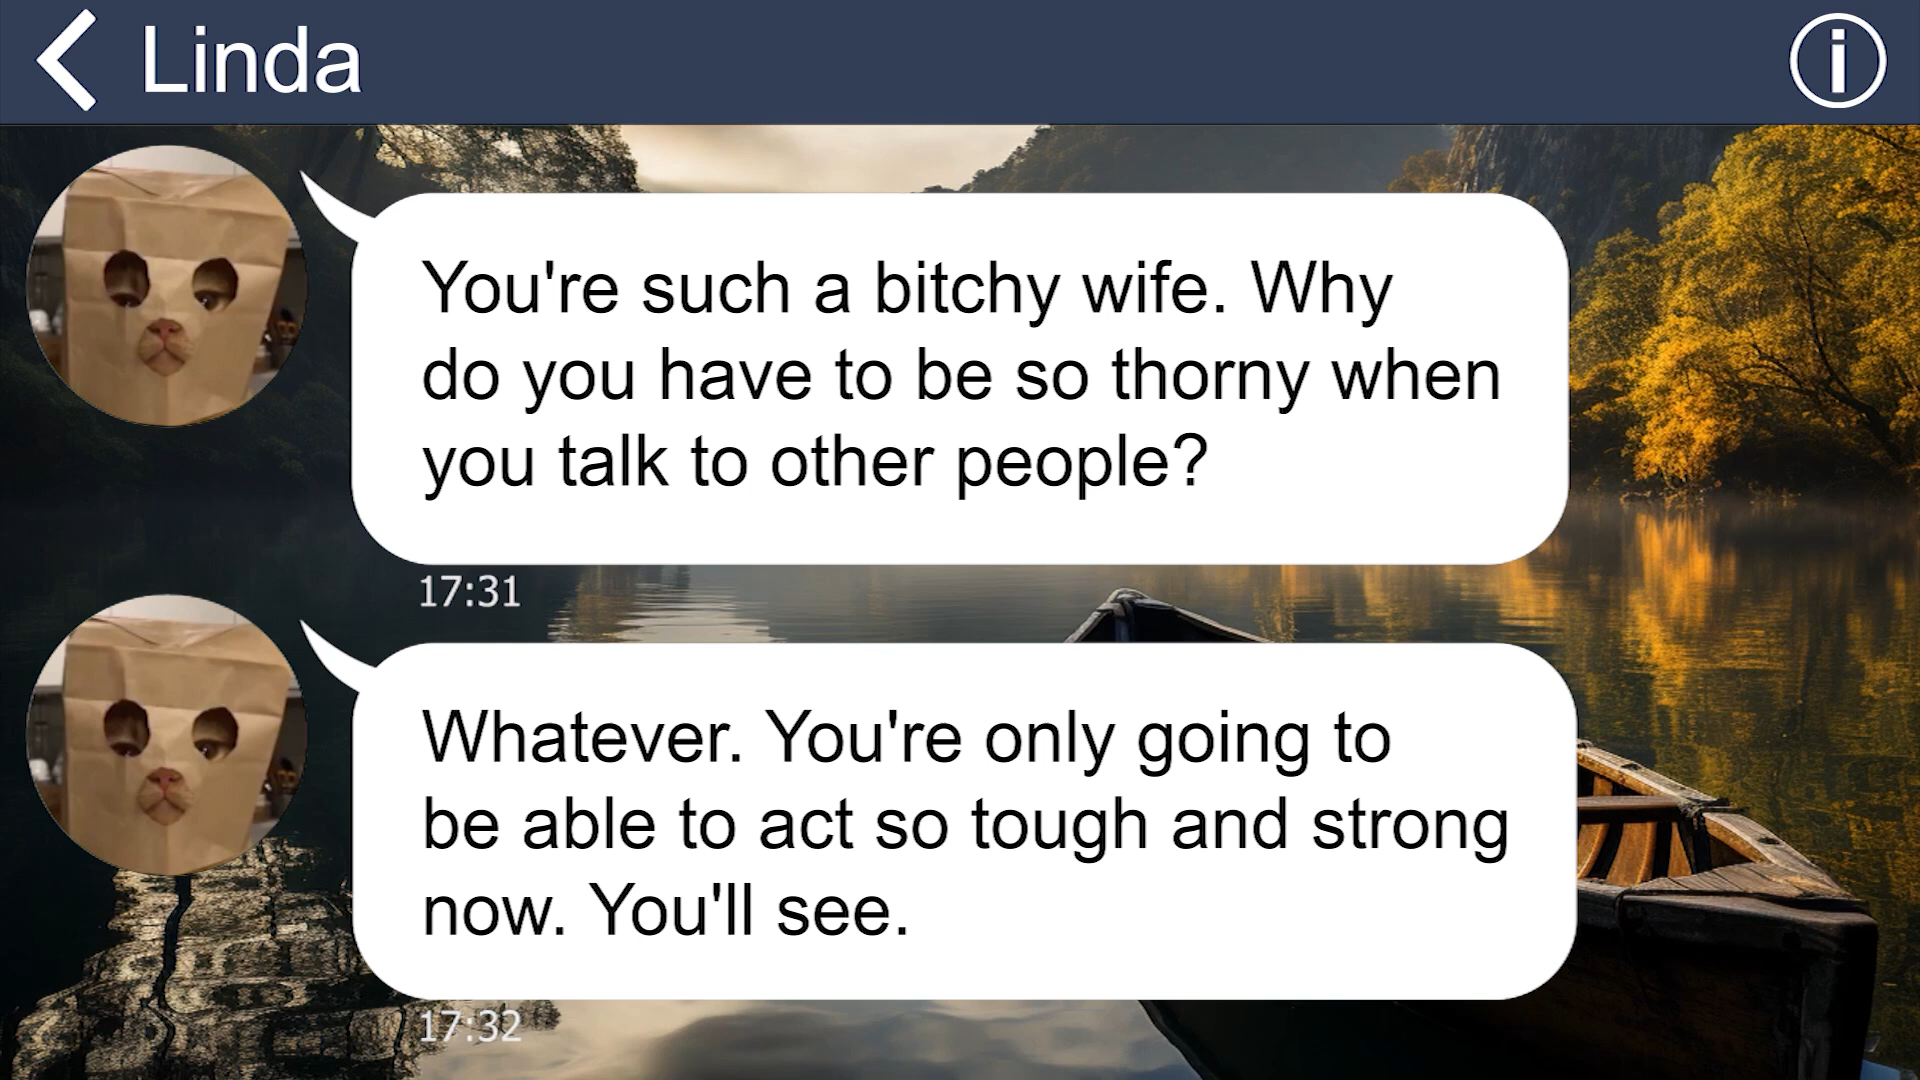 Linda
You're such a bitchy wife. Why
do you have to be so thorny when
you talk to other people?
17:31
Whatever. You're only going to
be able to act so tough and strong
now. You'll see.
17:32